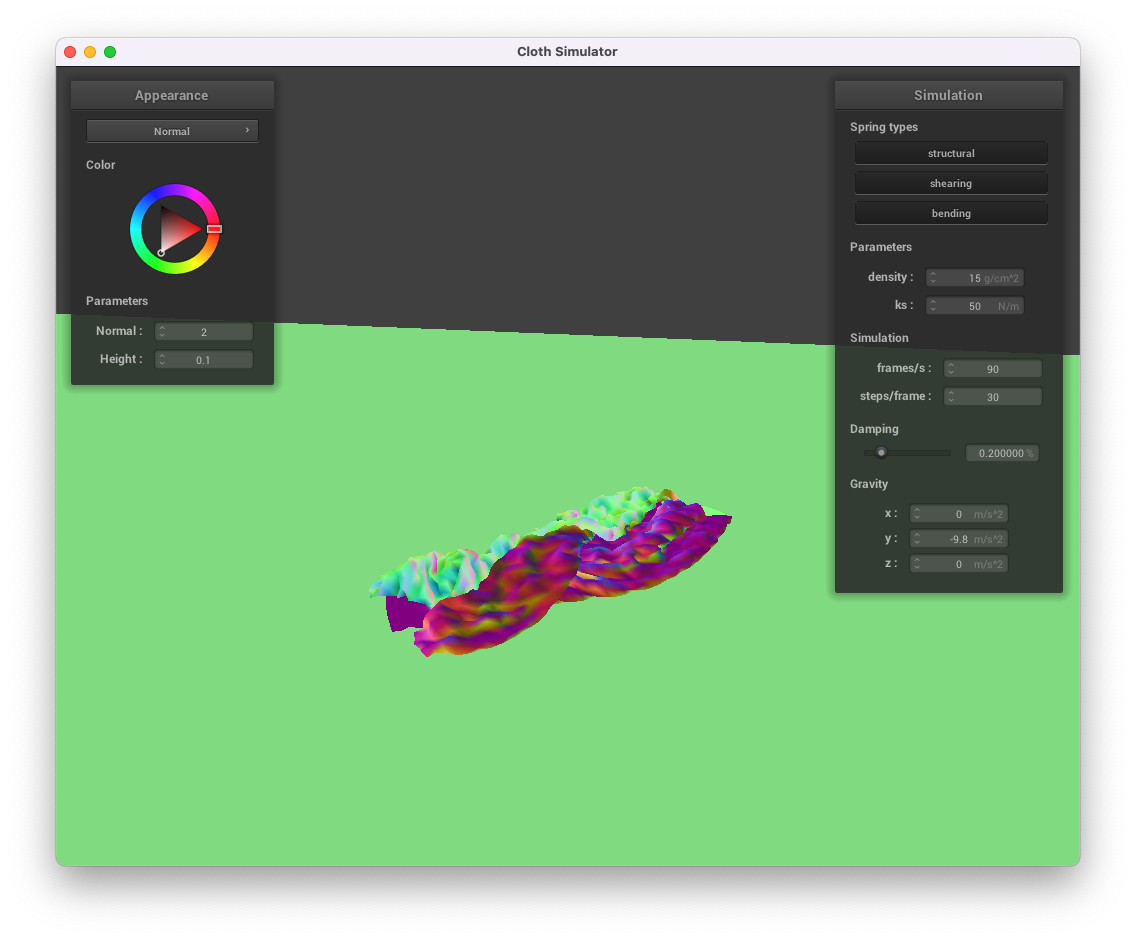 Cloth Simulator
Appearance
Normal
Color
Parameters
Normal : 2
Height : 0.1
Simulation
Spring types
structural
shearing
bending
Parameters
density : 15 g/cm^2
ks : 50 N/m
Simulation
frames/s : 90
steps/frame : 30
Damping
0.200000 %
Gravity
x : 0 m/s^2
y : -9.8 m/s^2
z : 0 m/s^2